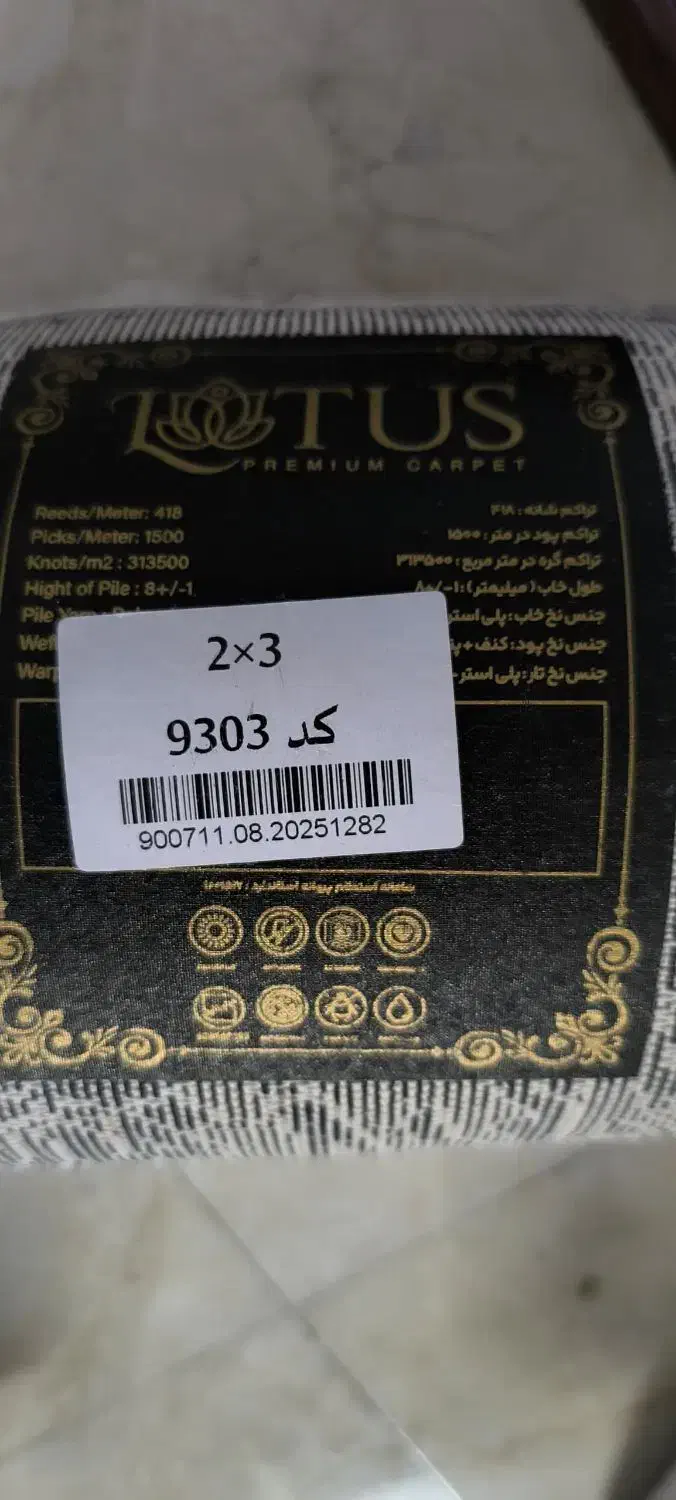 LOTUS
PREMIUM CARPET
Reeds/Meter: 418
تراکم شانه: ۴۱۸
Picks/Meter: 1500
تراکم پود در متر: ۱۵۰۰
Knots/m2 : 313500
تراکم گره در متر مربع: ۳۱۳۵۰۰
Hight of Pile : 8+/-1
طول خاب (میلیمتر):
Pile
جنس نخ خاب: پلی استر
جنس نخ پود: کنف +
جنس نخ تار: پلی استر
2×3
کد 9303
900711.08.20251282